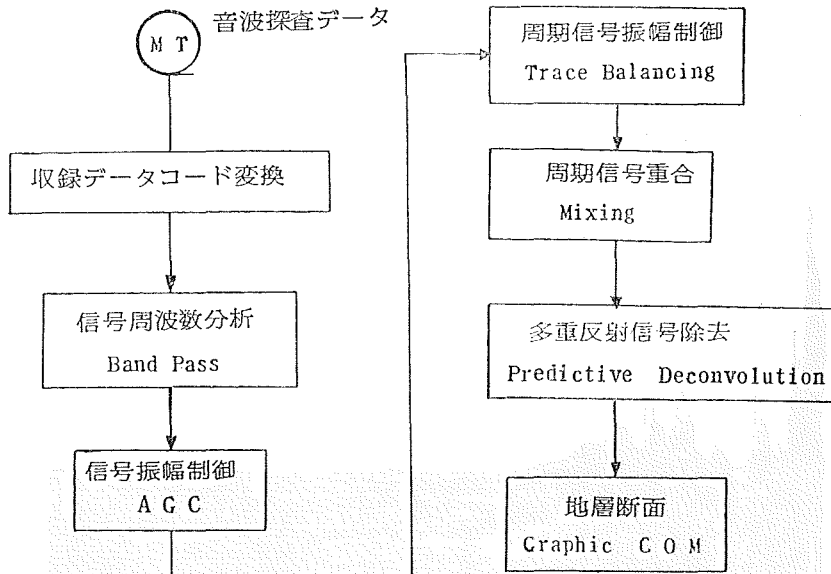 音波探査データ
M T
収録データコード変換
信号周波数分析
Band Pass
信号振幅制御
A G C
周期信号振幅制御
Trace Balancing
周期信号重合
Mixing
多重反射信号除去
Predictive Deconvolution
地層断面
Graphic C O M